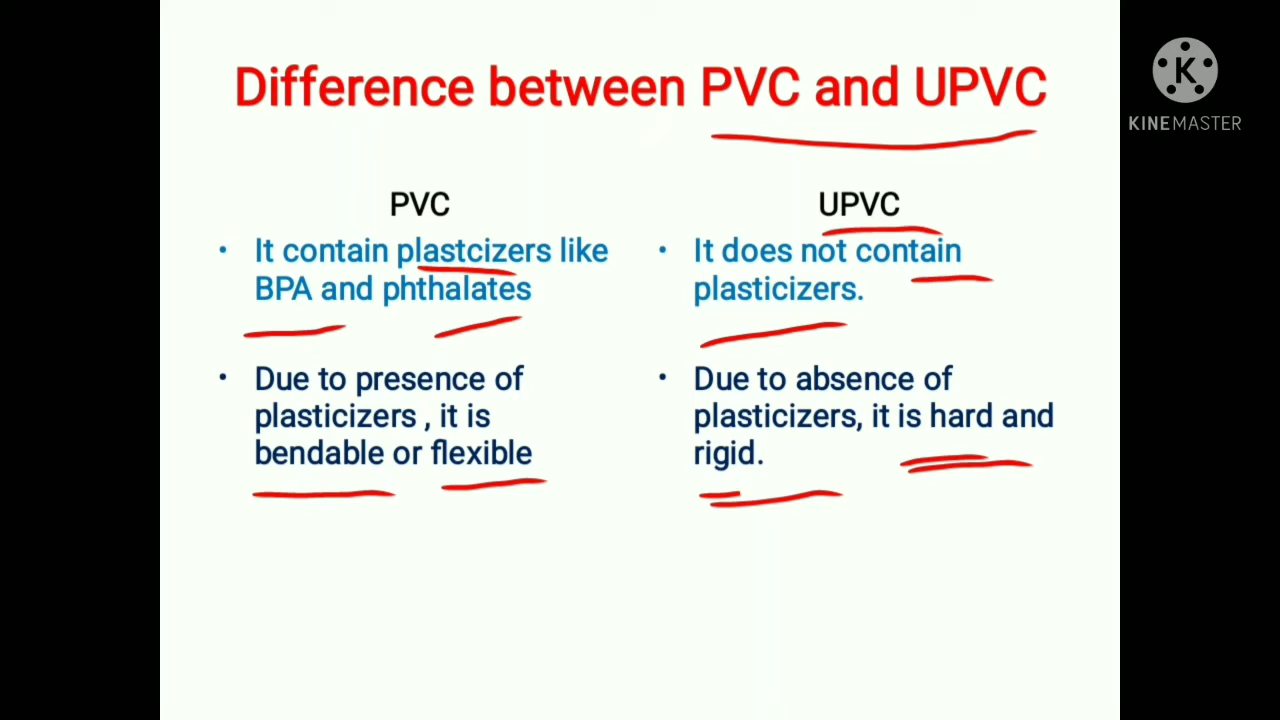 Difference between PVC and UPVC
KINEMASTER
PVC
It contain plastcizers like
BPA and phthalates
Due to presence of
plasticizers , it is
bendable or flexible
UPVC
It does not contain
plasticizers.
Due to absence of
plasticizers, it is hard and
rigid.